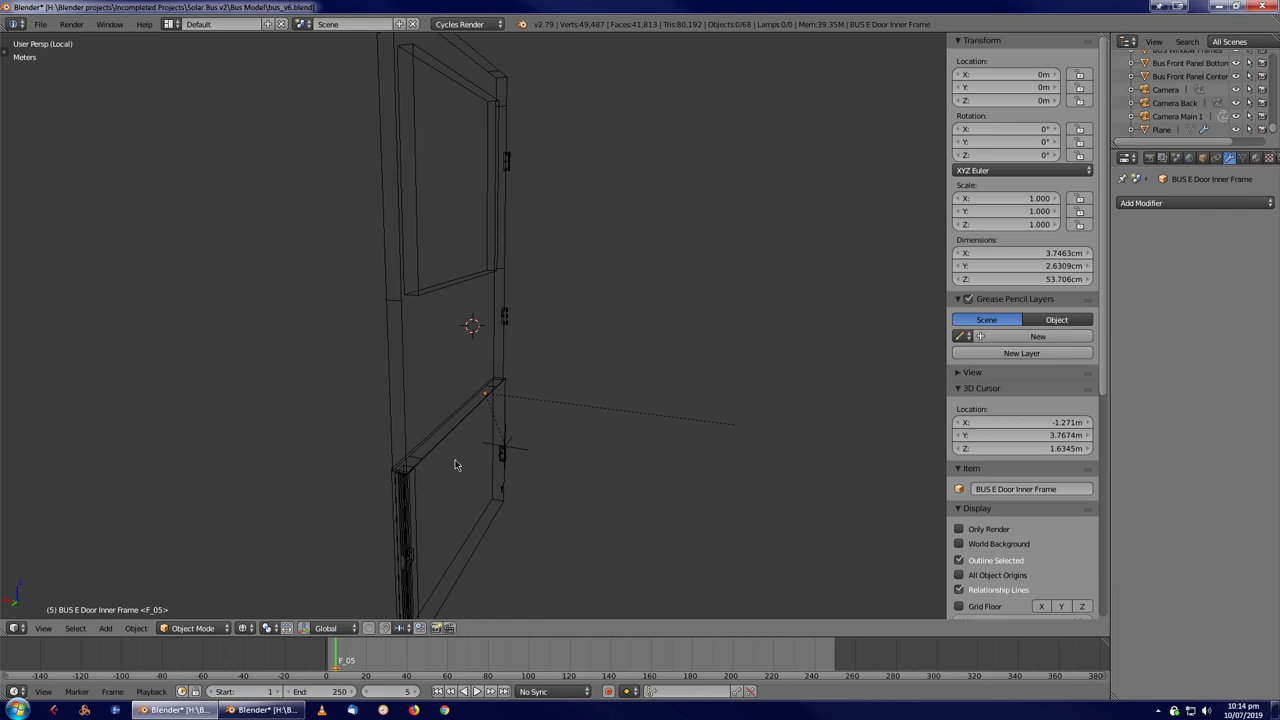 Blender* [H:\Blender projects\incompleted Projects\Solar Bus v2\Bus Model\bus_v6.blend]
File Render Window Help Default Scene Cycles Render v2.79 | Verts:49,487 | Faces:41,813 | Tris:80,192 | Objects:0/68 | Lamps:0/0 | Mem:39.35M | BUS E Door Inner Frame
View Search All Scenes
User Persp (Local)
Meters
Transform
Location:
X: 0m
Y: 0m
Z: 0m
Rotation:
X: 0°
Y: 0°
Z: 0°
XYZ Euler
Scale:
X: 1.000
Y: 1.000
Z: 1.000
Dimensions:
X: 3.7463cm
Y: 2.6309cm
Z: 53.706cm
Grease Pencil Layers
Scene Object
New
New Layer
View
3D Cursor
Location:
X: -1.271m
Y: 3.7674m
Z: 1.6345m
Item
BUS E Door Inner Frame
Display
Only Render
World Background
Outline Selected
All Object Origins
Relationship Lines
Grid Floor X Y Z
Bus Front Panel Botton
Bus Front Panel Center
Camera
Camera Back
Camera Main 1
Plane
BUS E Door Inner Frame
Add Modifier
(5) BUS E Door Inner Frame <F_05>
View Select Add Object Object Mode Global
F_05
-140 -120 -100 -80 -60 -40 -20 0 20 40 60 80 100 120 140 160 180 200 220 240 260 280 300 320 340 360 380
View Marker Frame Playback Start: 1 End: 250 5 No Sync
Blender* [H:\B... Blender* [H:\B...
10:14 pm
10/07/2019